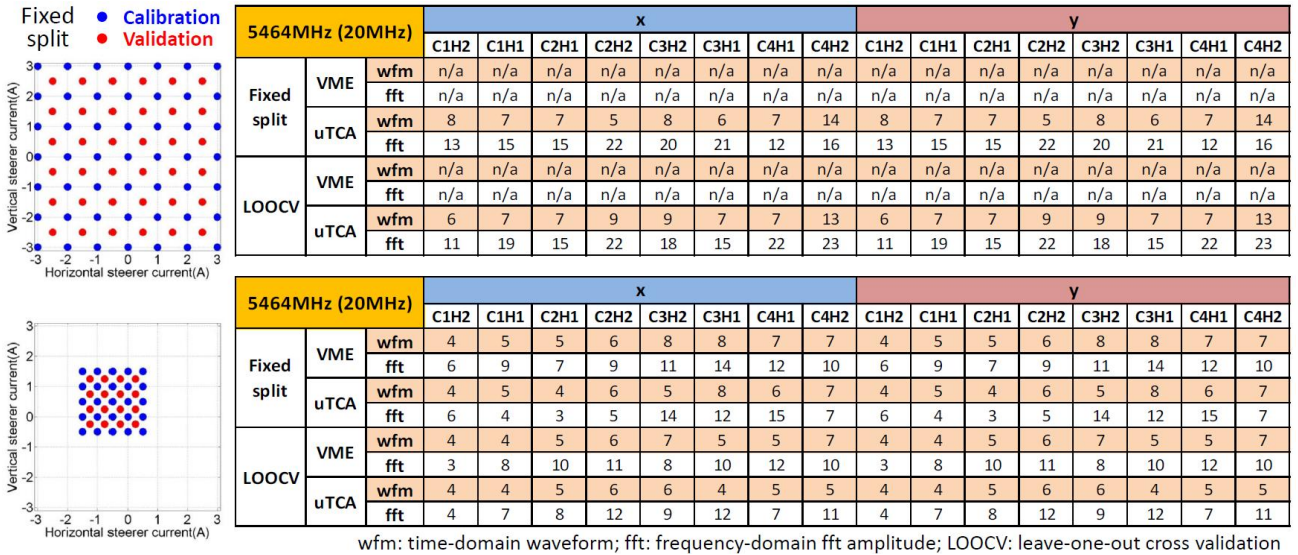 Fixed split
Calibration
Validation
Vertical steerer current(A)
3
2
1
0
-1
-2
-3
-3 -2 -1 0 1 2 3
Horizontal steerer current(A)
5464MHz (20MHz) x y
C1H2 C1H1 C2H1 C2H2 C3H2 C3H1 C4H1 C4H2 C1H2 C1H1 C2H1 C2H2 C3H2 C3H1 C4H1 C4H2
Fixed split VME wfm n/a n/a n/a n/a n/a n/a n/a n/a n/a n/a n/a n/a n/a n/a n/a n/a
fft n/a n/a n/a n/a n/a n/a n/a n/a n/a n/a n/a n/a n/a n/a n/a n/a
uTCA wfm 8 7 7 5 8 6 7 14 8 7 7 5 8 6 7 14
fft 13 15 15 22 20 21 12 16 13 15 15 22 20 21 12 16
LOOCV VME wfm n/a n/a n/a n/a n/a n/a n/a n/a n/a n/a n/a n/a n/a n/a n/a n/a
fft n/a n/a n/a n/a n/a n/a n/a n/a n/a n/a n/a n/a n/a n/a n/a n/a
uTCA wfm 6 7 7 9 9 7 7 13 6 7 7 9 9 7 7 13
fft 11 19 15 22 18 15 22 23 11 19 15 22 18 15 22 23
Vertical steerer current(A)
3
2
1
0
-1
-2
-3
-3 -2 -1 0 1 2 3
Horizontal steerer current(A)
5464MHz (20MHz) x y
C1H2 C1H1 C2H1 C2H2 C3H2 C3H1 C4H1 C4H2 C1H2 C1H1 C2H1 C2H2 C3H2 C3H1 C4H1 C4H2
Fixed split VME wfm 4 5 5 6 8 8 7 7 4 5 5 6 8 8 7 7
fft 6 9 7 9 11 14 12 10 6 9 7 9 11 14 12 10
uTCA wfm 4 5 4 6 5 8 6 7 4 5 4 6 5 8 6 7
fft 6 4 3 5 14 12 15 7 6 4 3 5 14 12 15 7
LOOCV VME wfm 4 4 5 6 7 5 5 7 4 4 5 6 7 5 5 7
fft 3 8 10 11 8 10 12 10 3 8 10 11 8 10 12 10
uTCA wfm 4 4 5 6 6 4 5 5 4 4 5 6 6 4 5 5
fft 4 7 8 12 9 12 7 11 4 7 8 12 9 12 7 11
wfm: time-domain waveform; fft: frequency-domain fft amplitude; LOOCV: leave-one-out cross validation